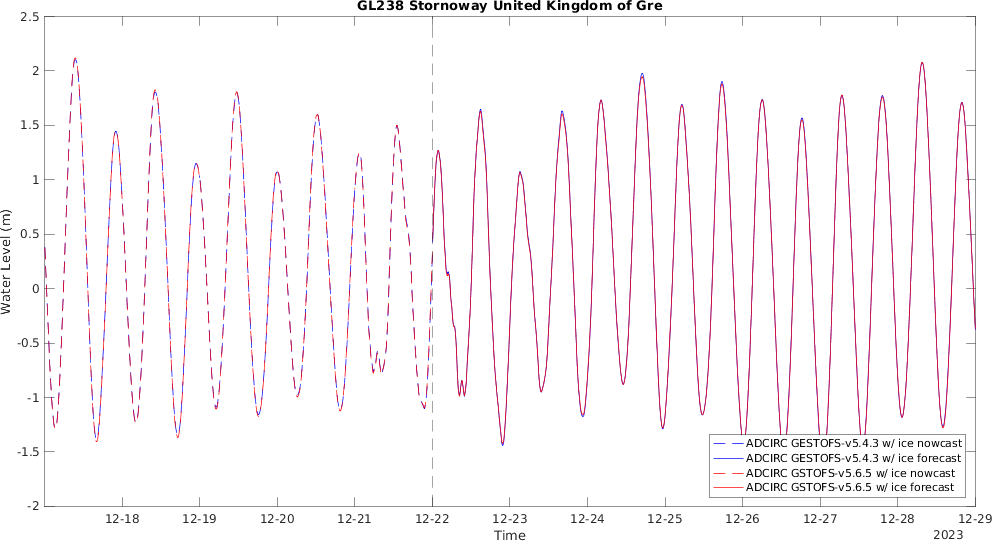 GL238 Stornoway United Kingdom of Gre
2.5
2
1.5
1
0.5
0
-0.5
-1
-1.5
-2
Water Level (m)
ADCIRC GESTOFS-v5.4.3 w/ ice nowcast
ADCIRC GESTOFS-v5.4.3 w/ ice forecast
ADCIRC GSTOFS-v5.6.5 w/ ice nowcast
ADCIRC GSTOFS-v5.6.5 w/ ice forecast
12-18 12-19 12-20 12-21 12-22 12-23 12-24 12-25 12-26 12-27 12-28 12-29
Time
2023